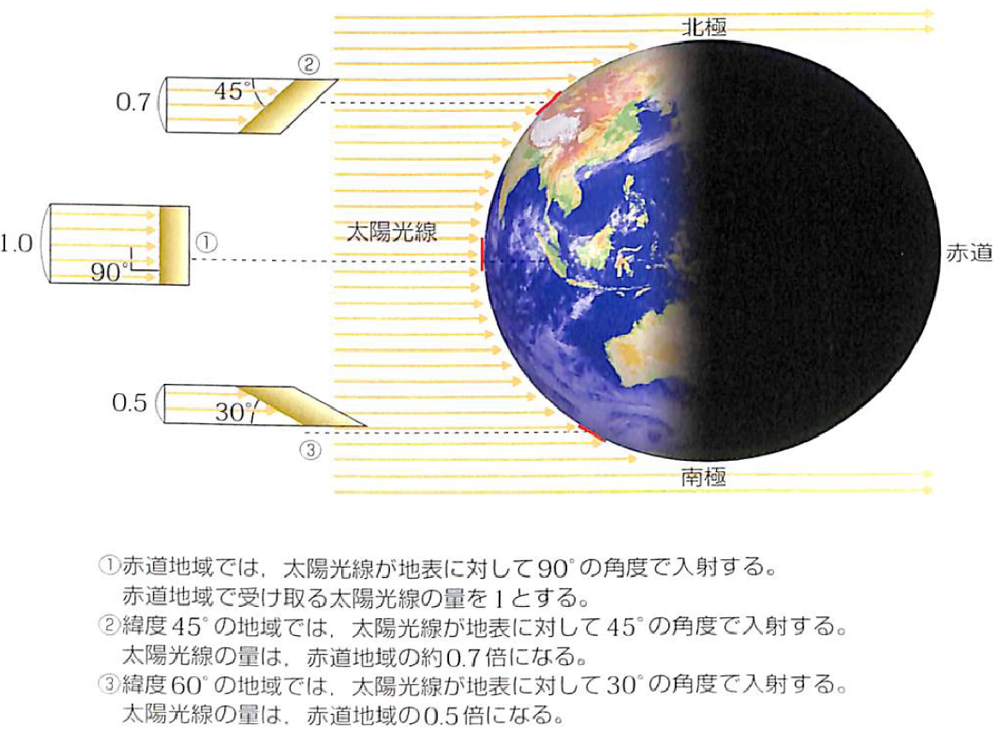 北極
②
45°
0.7
太陽光線
1.0
①
90°
赤道
0.5
30°
③
南極
①赤道地域では，太陽光線が地表に対して90°の角度で入射する。
赤道地域で受け取る太陽光線の量を1とする。
②緯度45°の地域では，太陽光線が地表に対して45°の角度で入射する。
太陽光線の量は，赤道地域の約0.7倍になる。
③緯度60°の地域では，太陽光線が地表に対して30°の角度で入射する。
太陽光線の量は，赤道地域の0.5倍になる。